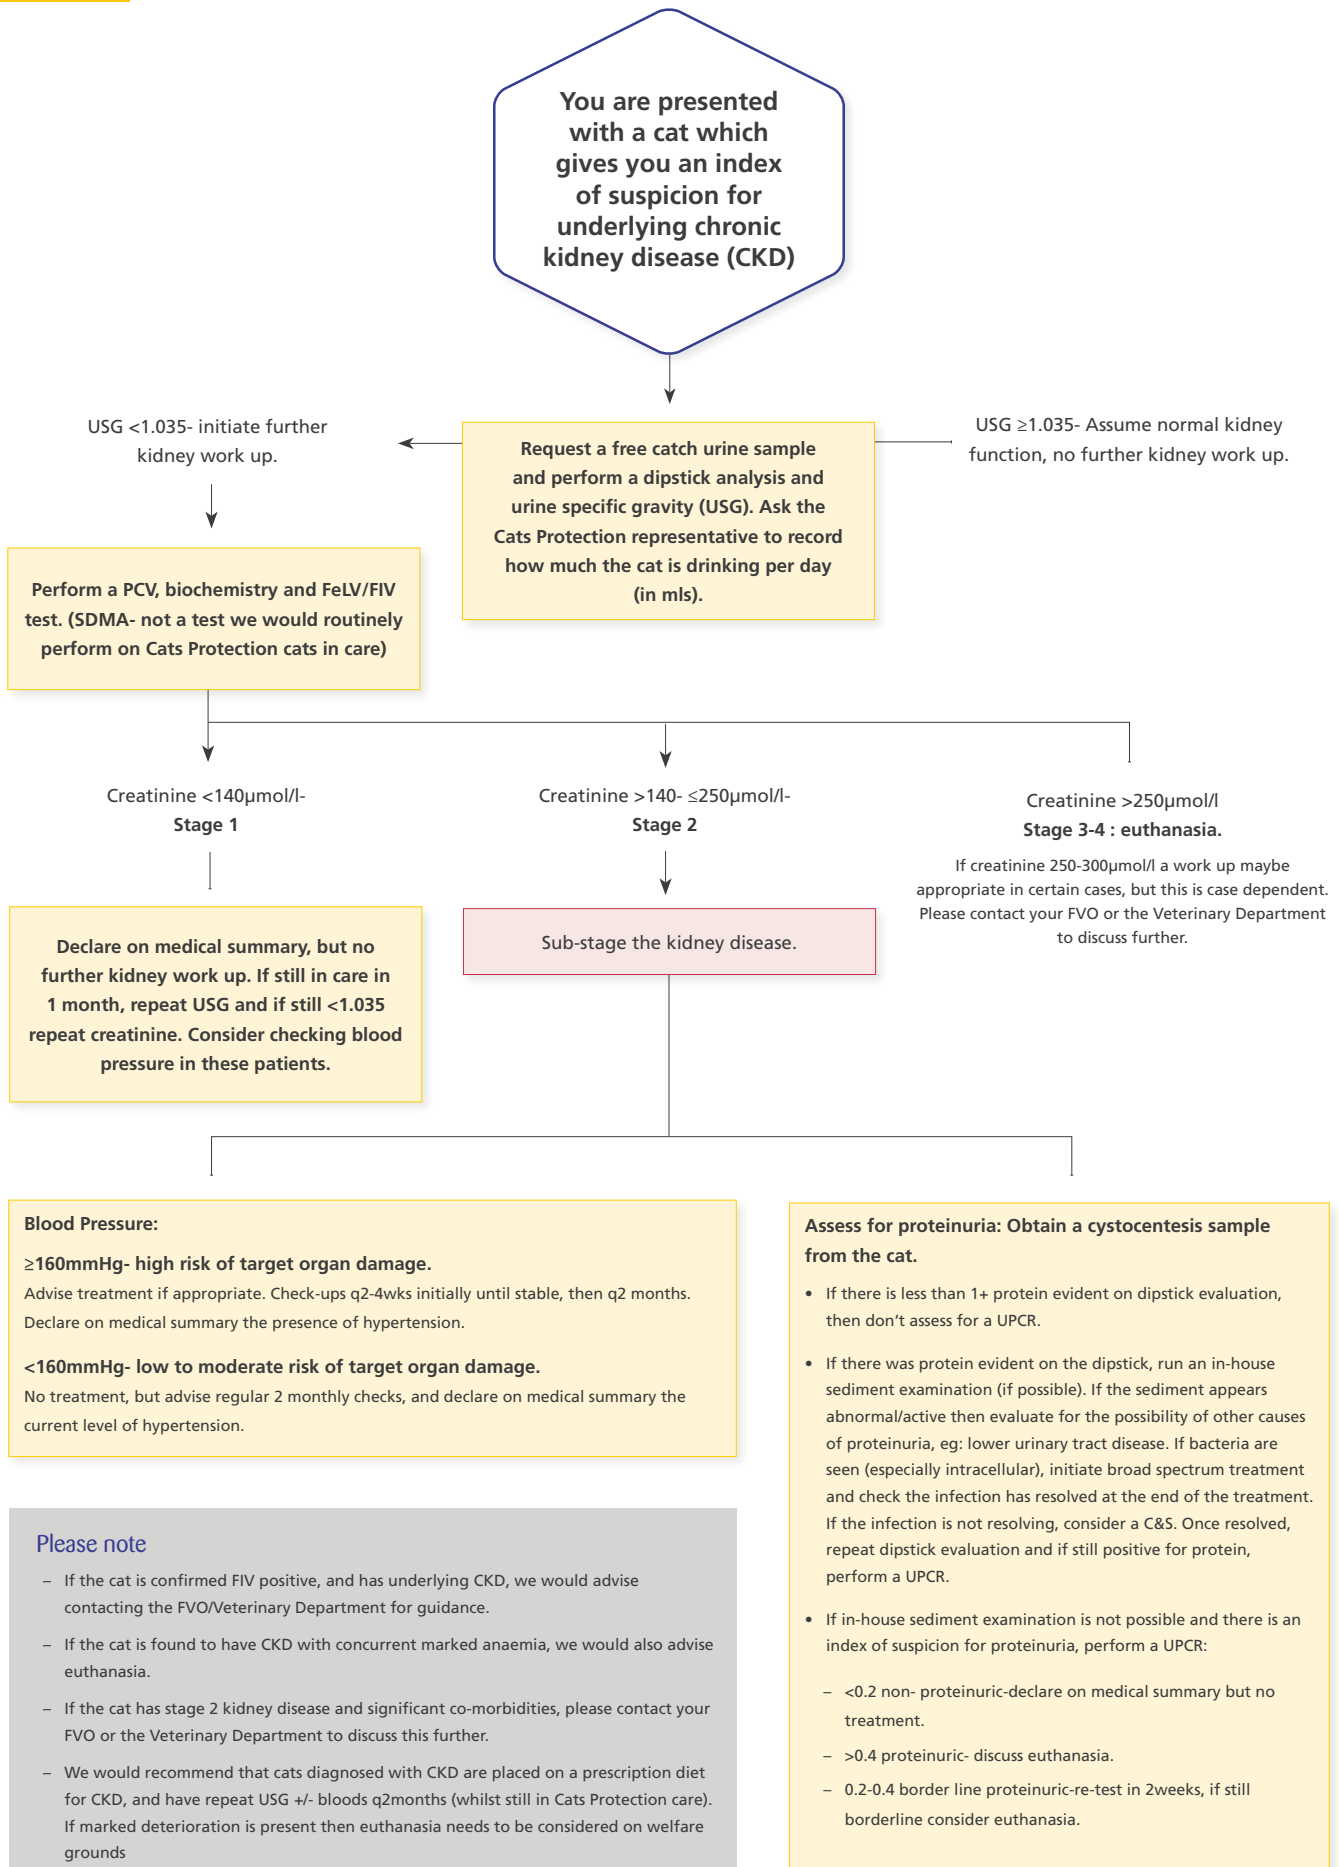 You are presented
with a cat which
gives you an index
of suspicion for
underlying chronic
kidney disease (CKD)
USG <1.035- initiate further
kidney work up.
Request a free catch urine sample
and perform a dipstick analysis and
urine specific gravity (USG). Ask the
Cats Protection representative to record
how much the cat is drinking per day
(in mls).
USG ≥1.035- Assume normal kidney
function, no further kidney work up.
Perform a PCV, biochemistry and FeLV/FIV
test. (SDMA- not a test we would routinely
perform on Cats Protection cats in care)
Creatinine <140μmol/l-
Stage 1
Creatinine >140- ≤250μmol/l-
Stage 2
Creatinine >250μmol/l
Stage 3-4 : euthanasia.
If creatinine 250-300μmol/l a work up maybe
appropriate in certain cases, but this is case dependent.
Please contact your FVO or the Veterinary Department
to discuss further.
Declare on medical summary, but no
further kidney work up. If still in care in
1 month, repeat USG and if still <1.035
repeat creatinine. Consider checking blood
pressure in these patients.
Sub-stage the kidney disease.
Blood Pressure:
≥160mmHg- high risk of target organ damage.
Advise treatment if appropriate. Check-ups q2-4wks initially until stable, then q2 months.
Declare on medical summary the presence of hypertension.
<160mmHg- low to moderate risk of target organ damage.
No treatment, but advise regular 2 monthly checks, and declare on medical summary the
current level of hypertension.
Please note
– If the cat is confirmed FIV positive, and has underlying CKD, we would advise
contacting the FVO/Veterinary Department for guidance.
– If the cat is found to have CKD with concurrent marked anaemia, we would also advise
euthanasia.
– If the cat has stage 2 kidney disease and significant co-morbidities, please contact your
FVO or the Veterinary Department to discuss this further.
– We would recommend that cats diagnosed with CKD are placed on a prescription diet
for CKD, and have repeat USG +/- bloods q2months (whilst still in Cats Protection care).
If marked deterioration is present then euthanasia needs to be considered on welfare
grounds
Assess for proteinuria: Obtain a cystocentesis sample
from the cat.
• If there is less than 1+ protein evident on dipstick evaluation,
then don't assess for a UPCR.
• If there was protein evident on the dipstick, run an in-house
sediment examination (if possible). If the sediment appears
abnormal/active then evaluate for the possibility of other causes
of proteinuria, eg: lower urinary tract disease. If bacteria are
seen (especially intracellular), initiate broad spectrum treatment
and check the infection has resolved at the end of the treatment.
If the infection is not resolving, consider a C&S. Once resolved,
repeat dipstick evaluation and if still positive for protein,
perform a UPCR.
• If in-house sediment examination is not possible and there is an
index of suspicion for proteinuria, perform a UPCR:
– <0.2 non- proteinuric-declare on medical summary but no
treatment.
– >0.4 proteinuric- discuss euthanasia.
– 0.2-0.4 border line proteinuric-re-test in 2weeks, if still
borderline consider euthanasia.